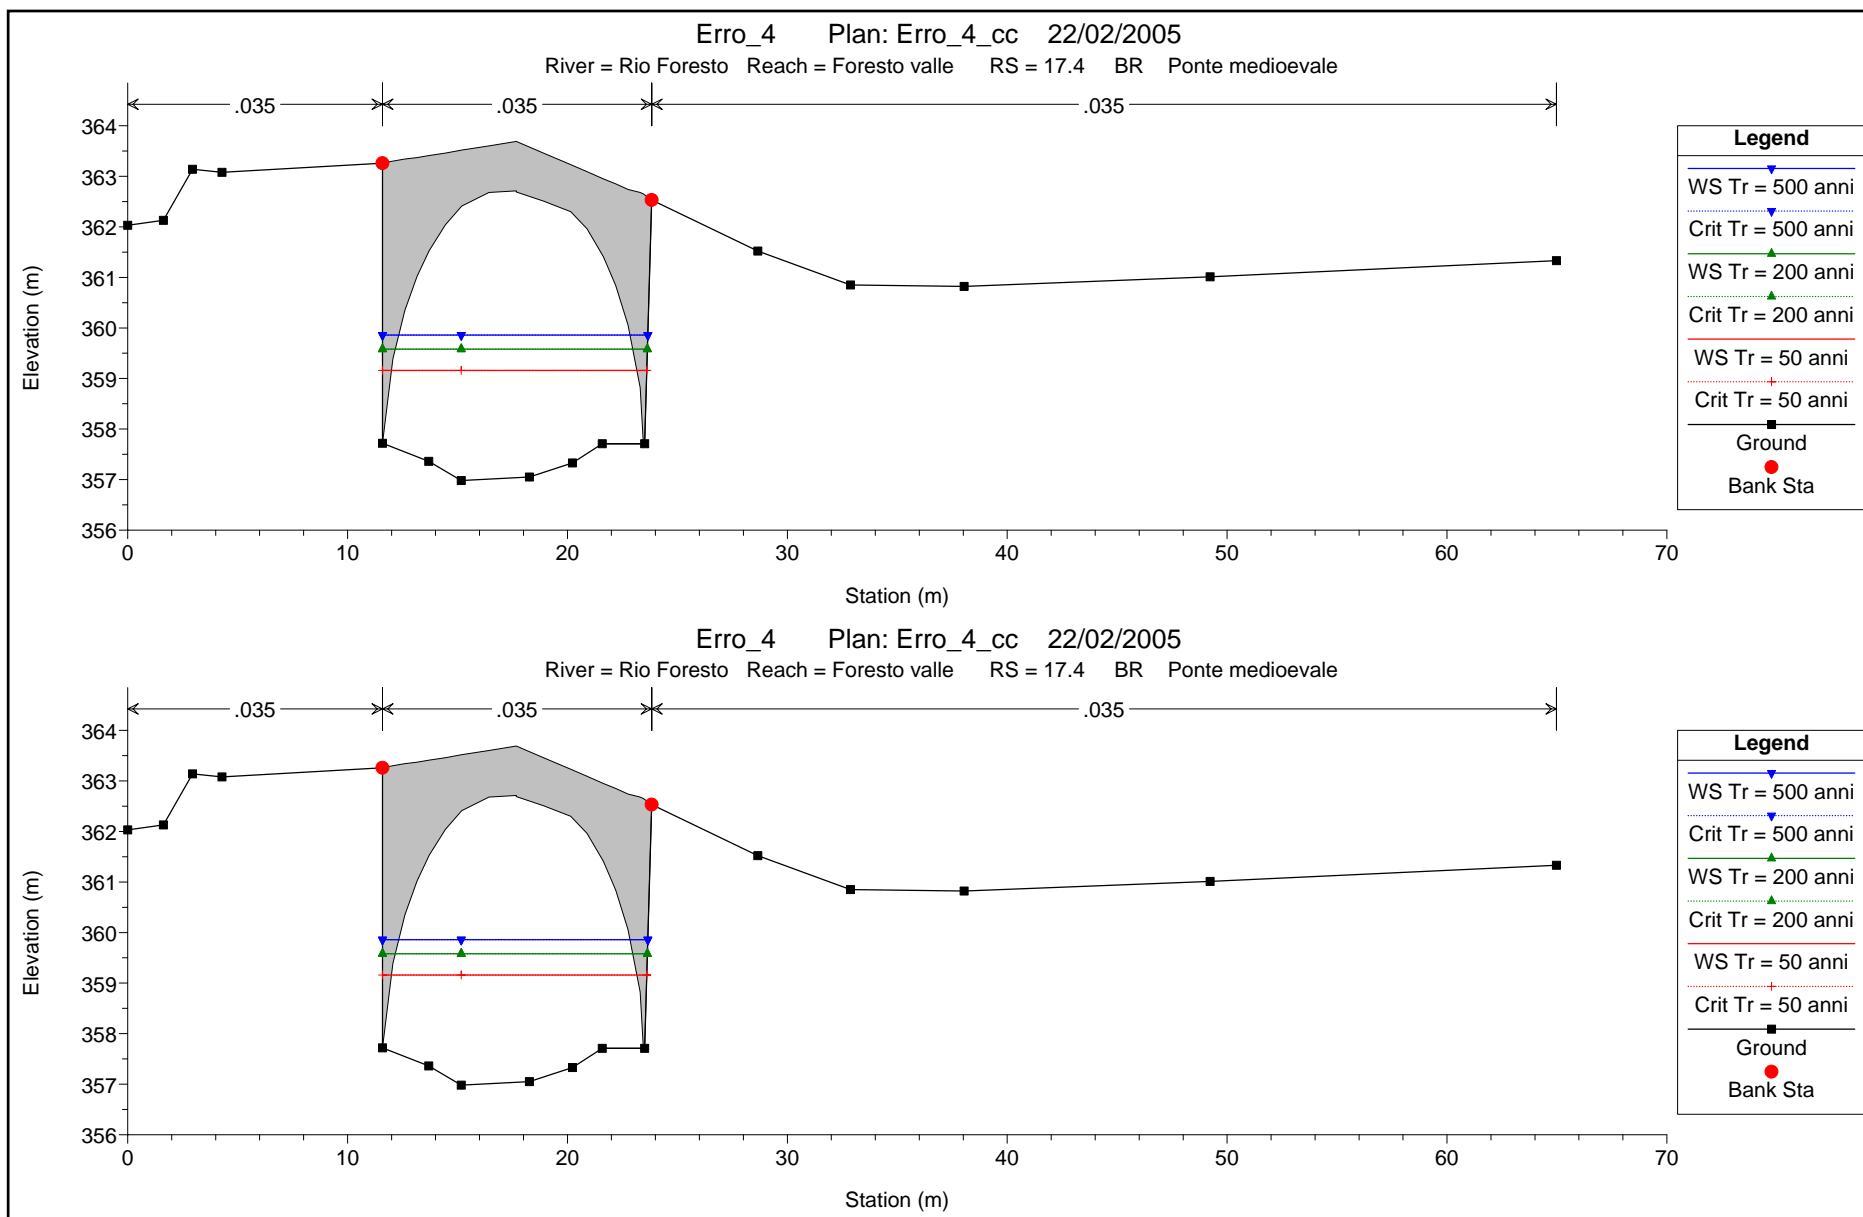 Erro_4 Plan: Erro_4_cc 22/02/2005
River = Rio Foresto Reach = Foresto valle RS = 17.4 BR Ponte medioevale
.035 .035 .035
364
363
362
361
360
359
358
357
356
Elevation (m)
0 10 20 30 40 50 60 70
Station (m)
Legend
WS Tr = 500 anni
Crit Tr = 500 anni
WS Tr = 200 anni
Crit Tr = 200 anni
WS Tr = 50 anni
Crit Tr = 50 anni
Ground
Bank Sta
Erro_4 Plan: Erro_4_cc 22/02/2005
River = Rio Foresto Reach = Foresto valle RS = 17.4 BR Ponte medioevale
.035 .035 .035
364
363
362
361
360
359
358
357
356
Elevation (m)
0 10 20 30 40 50 60 70
Station (m)
Legend
WS Tr = 500 anni
Crit Tr = 500 anni
WS Tr = 200 anni
Crit Tr = 200 anni
WS Tr = 50 anni
Crit Tr = 50 anni
Ground
Bank Sta